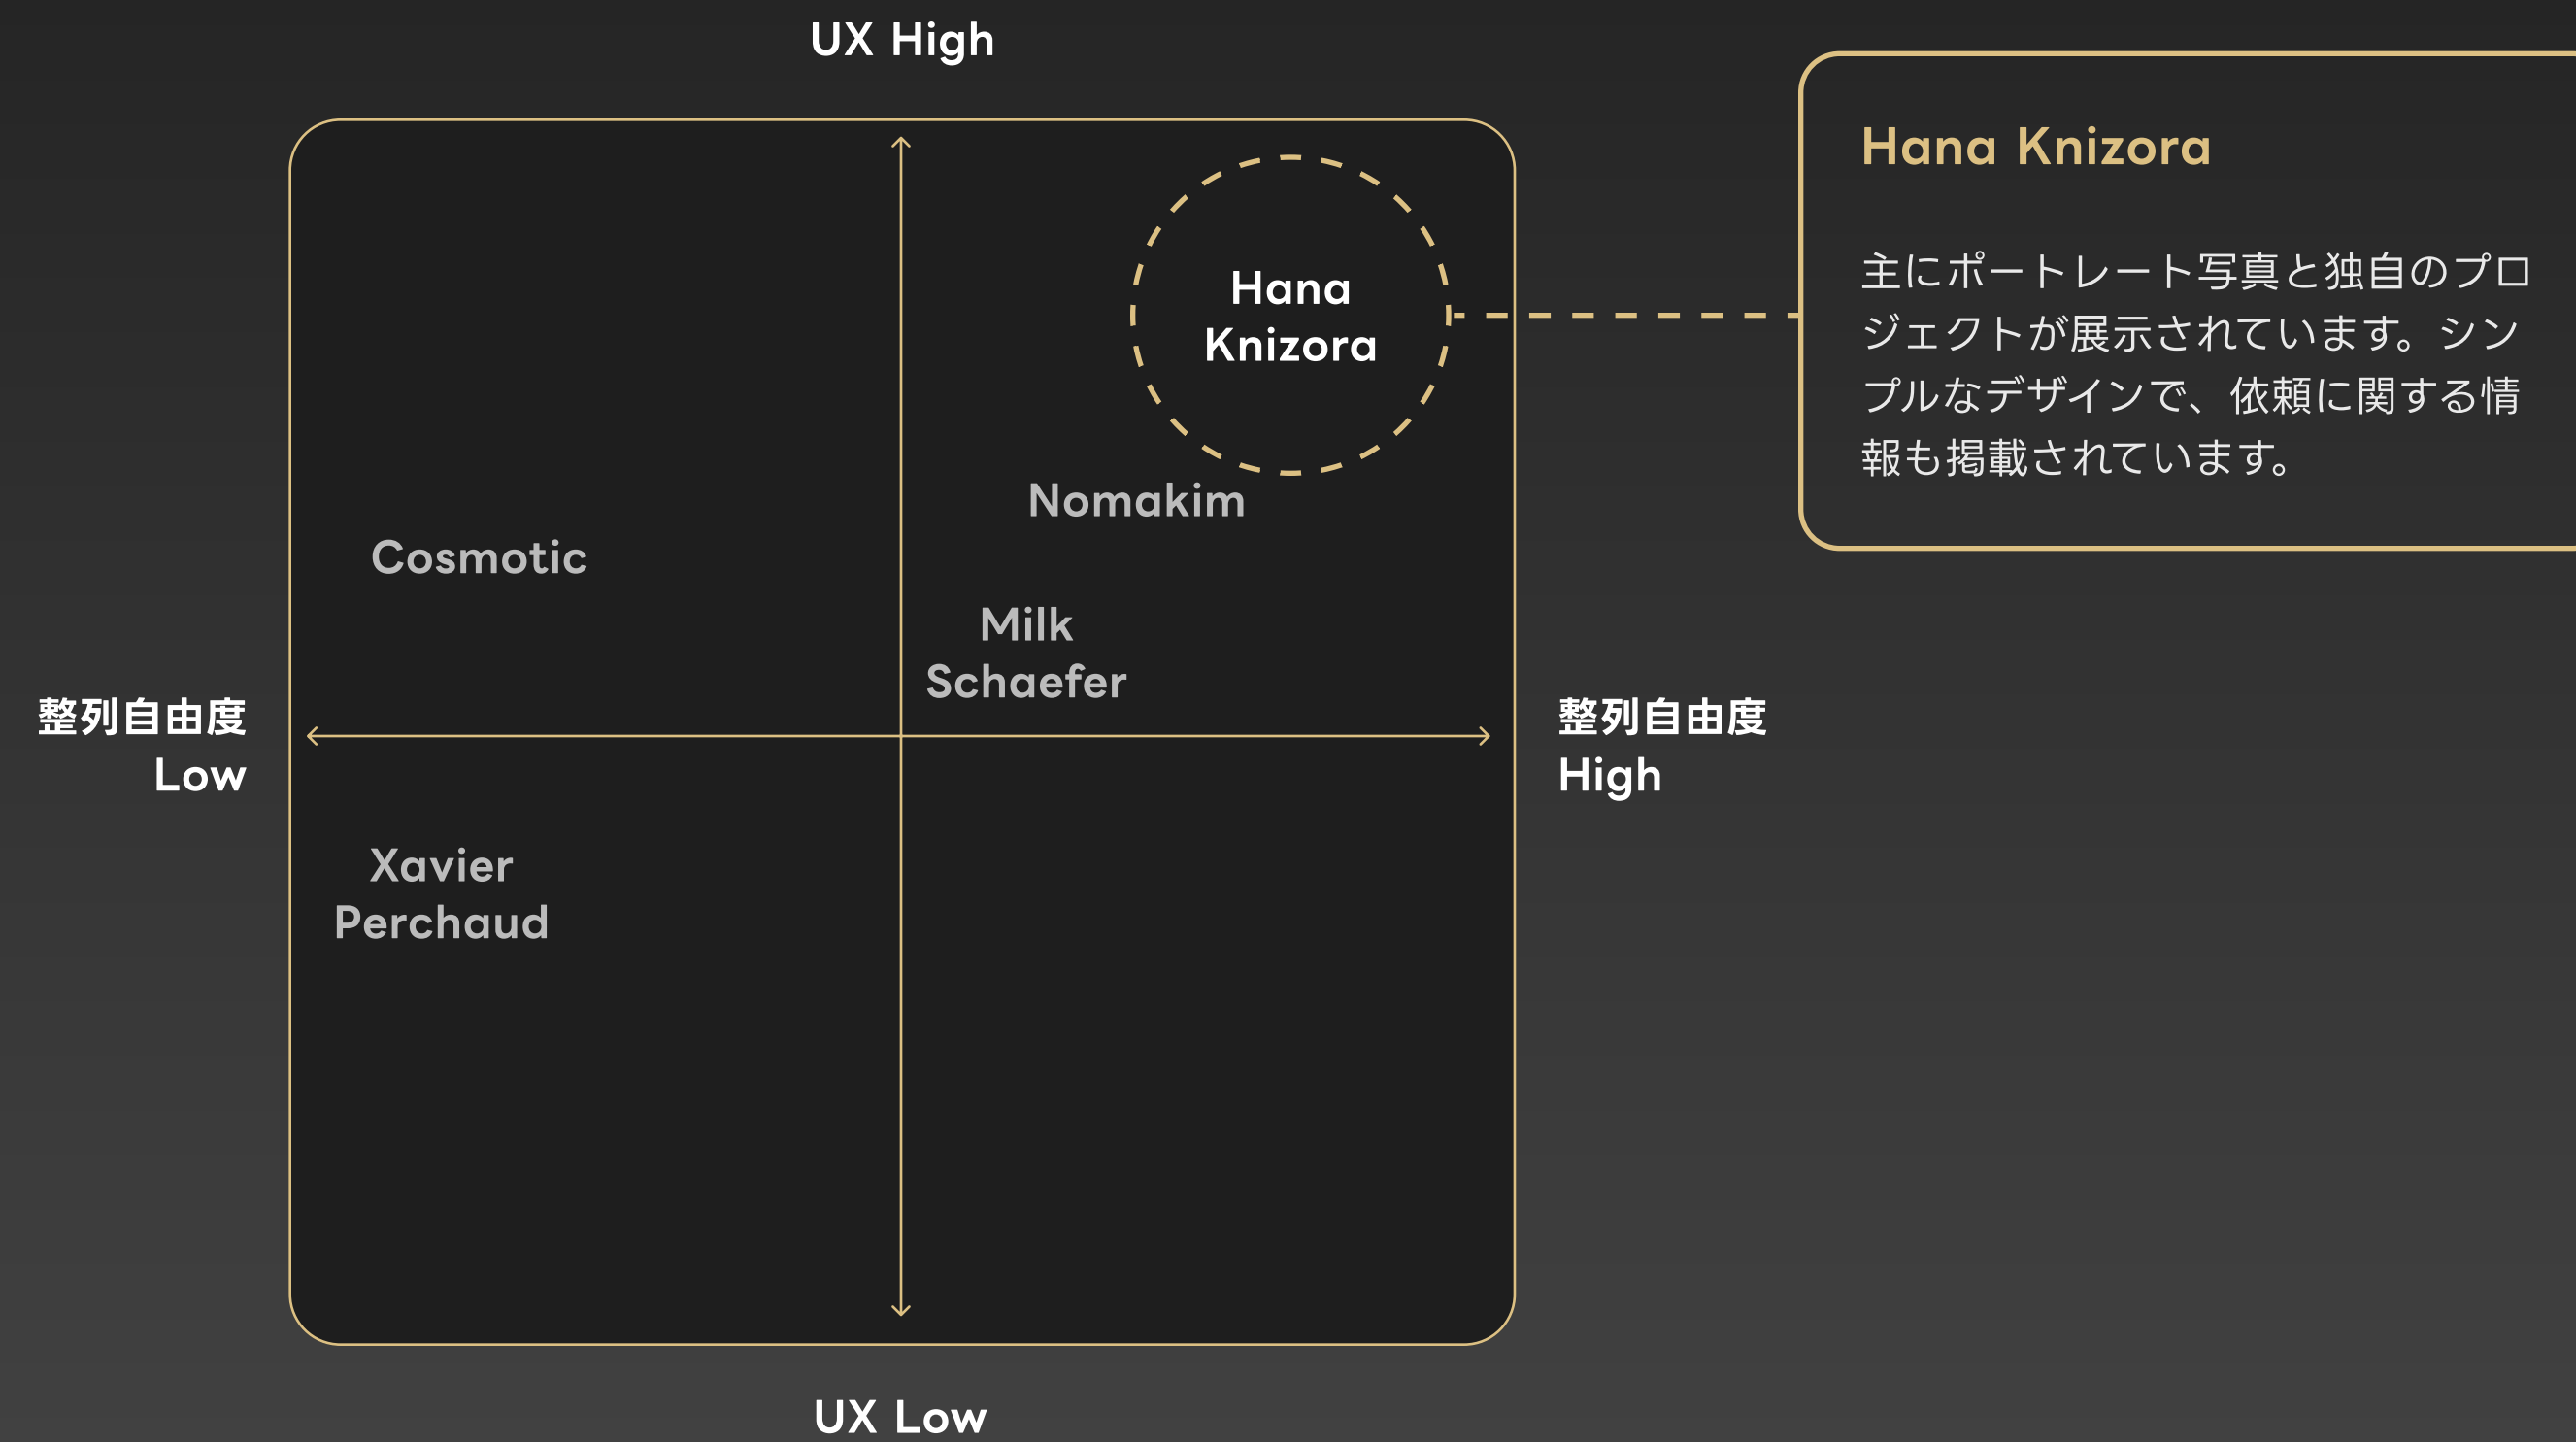 UX High
Hana Knizora
主にポートレート写真と独自のプロ
ジェクトが展示されています。シン
プルなデザインで、依頼に関する情
報も掲載されています。
Hana
Knizora
Nomakim
Cosmotic
Milk
Schaefer
整列自由度
Low
整列自由度
High
Xavier
Perchaud
UX Low